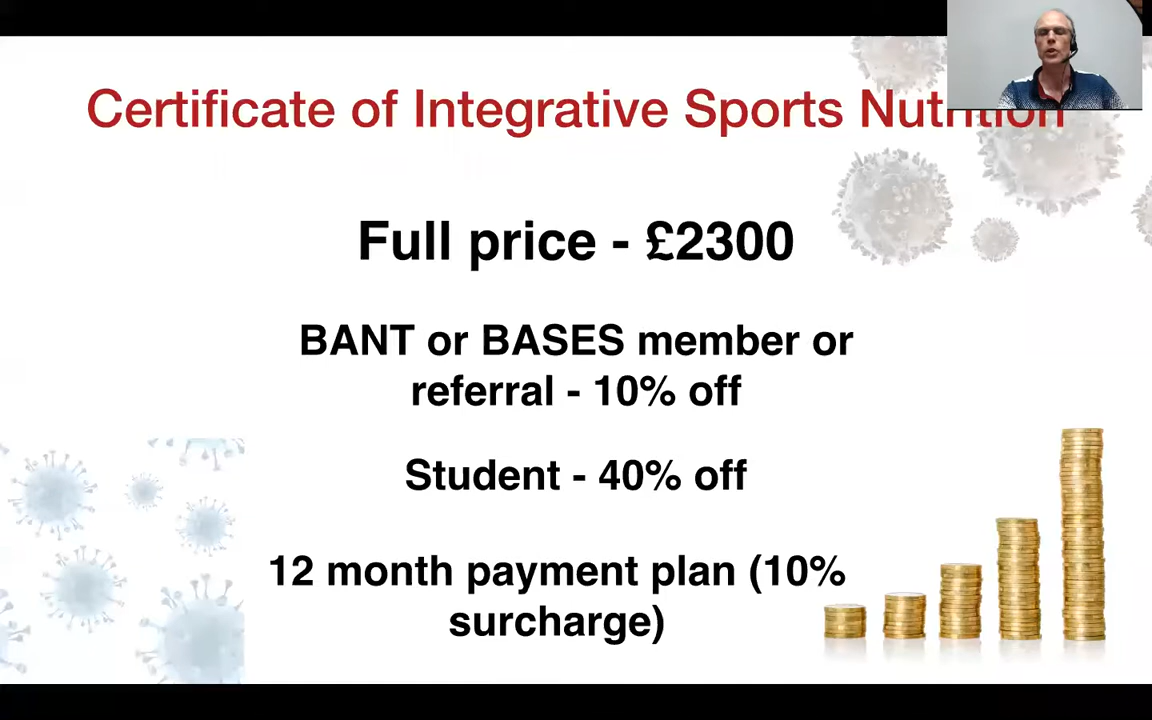 Certificate of Integrative Sports Nutrition
Full price - £2300
BANT or BASES member or
referral - 10% off
Student - 40% off
12 month payment plan (10%
surcharge)